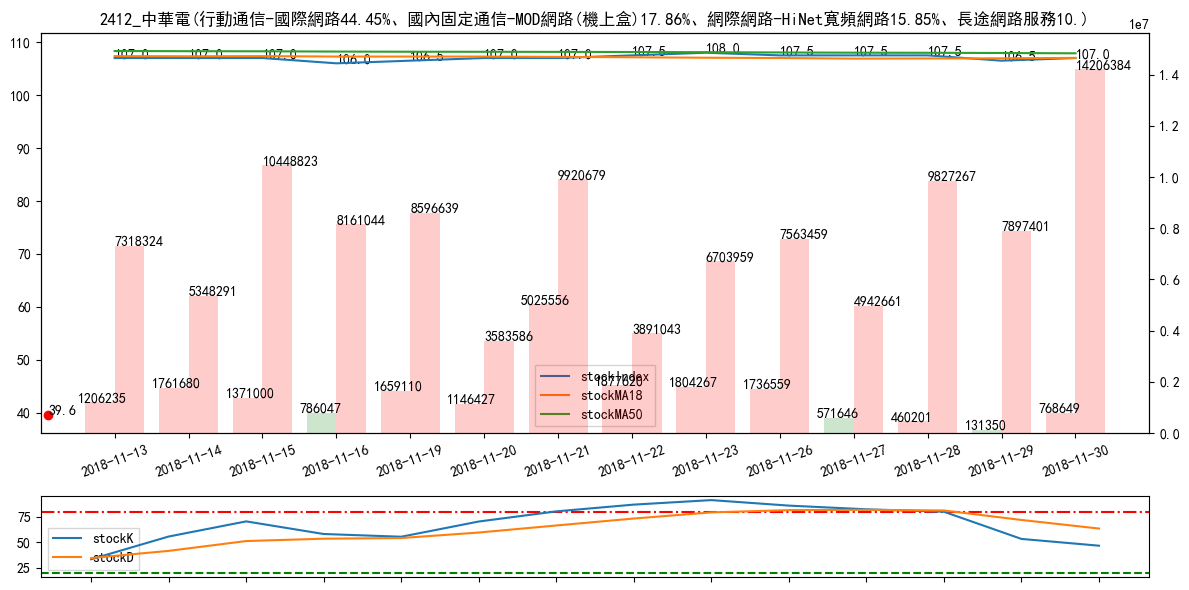 2412_中華電(行動通信-國際網路44.45%、國內固定通信-MOD網路(機上盒)17.86%、網際網路-HiNet寬頻網路15.85%、長途網路服務10.)
1e7
110
100
90
80
70
60
50
40
1.4
1.2
1.0
0.8
0.6
0.4
0.2
0.0
107.0 107.0 107.0 106.0 106.5 107.0 107.0 107.5 108.0 107.5 107.5 107.5 106.5 107.0
7318324 5348291 10448823 8161044 8596639 3583586 9920679 3891043 6703959 7563459 4942661 9827267 7897401 14206384
1206235 1761680 1371000 786047 1659110 1146427 5025556 1877620 1804267 1736559 571646 460201 131350 768649
39.6
stockIndex
stockMA18
stockMA50
2018-11-13 2018-11-14 2018-11-15 2018-11-16 2018-11-19 2018-11-20 2018-11-21 2018-11-22 2018-11-23 2018-11-26 2018-11-27 2018-11-28 2018-11-29 2018-11-30
75
50
25
stockK
stockD